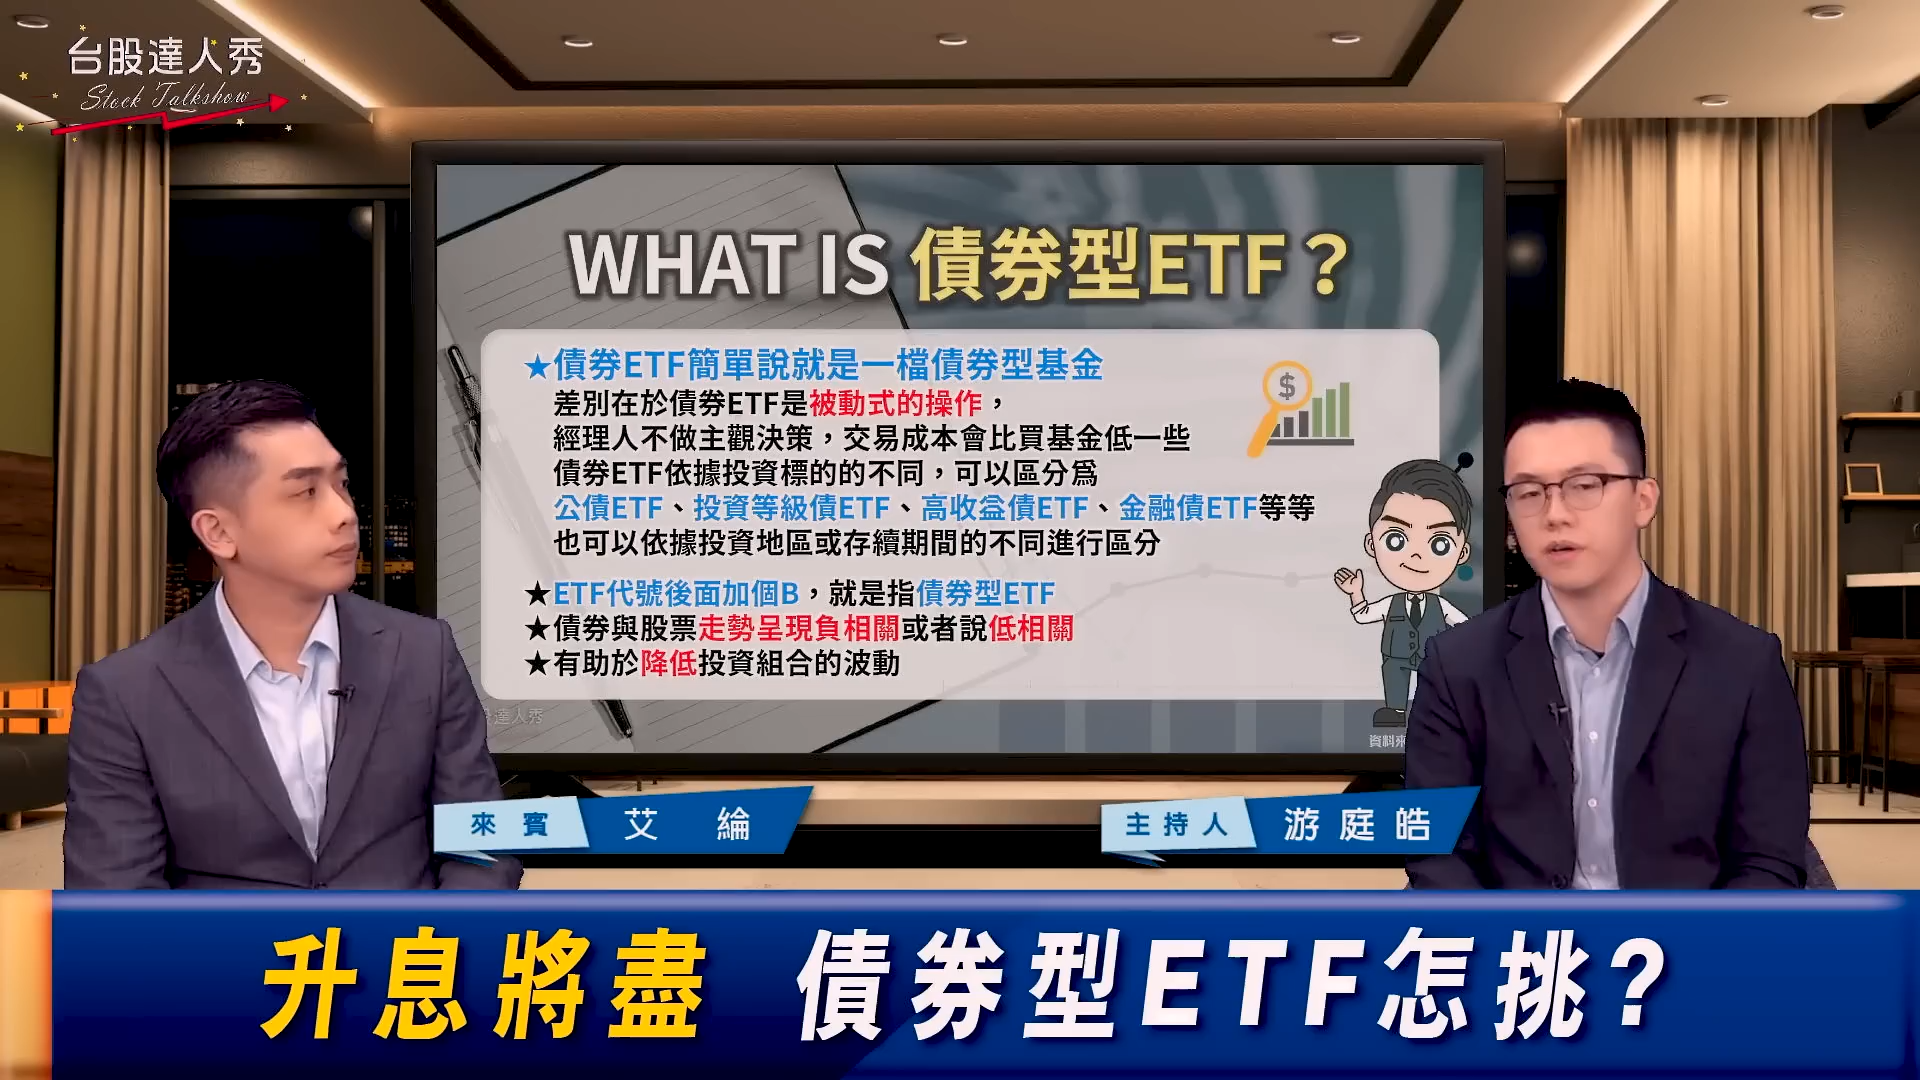 台股達人秀
Stock Talkshow
WHAT IS 債券型ETF？
★債券ETF簡單說就是一檔債券型基金
差別在於債券ETF是被動式的操作，
經理人不做主觀決策，交易成本會比買基金低一些
債券ETF依據投資標的的不同，可以區分為
公債ETF、投資等級債ETF、高收益債ETF、金融債ETF等等
也可以依據投資地區或存續期間的不同進行區分
★ETF代號後面加個B，就是指債券型ETF
★債券與股票走勢呈現負相關或者說低相關
★有助於降低投資組合的波動
達人秀
資料來
來賓 艾綸
主持人 游庭皓
升息將盡 債券型ETF怎挑?